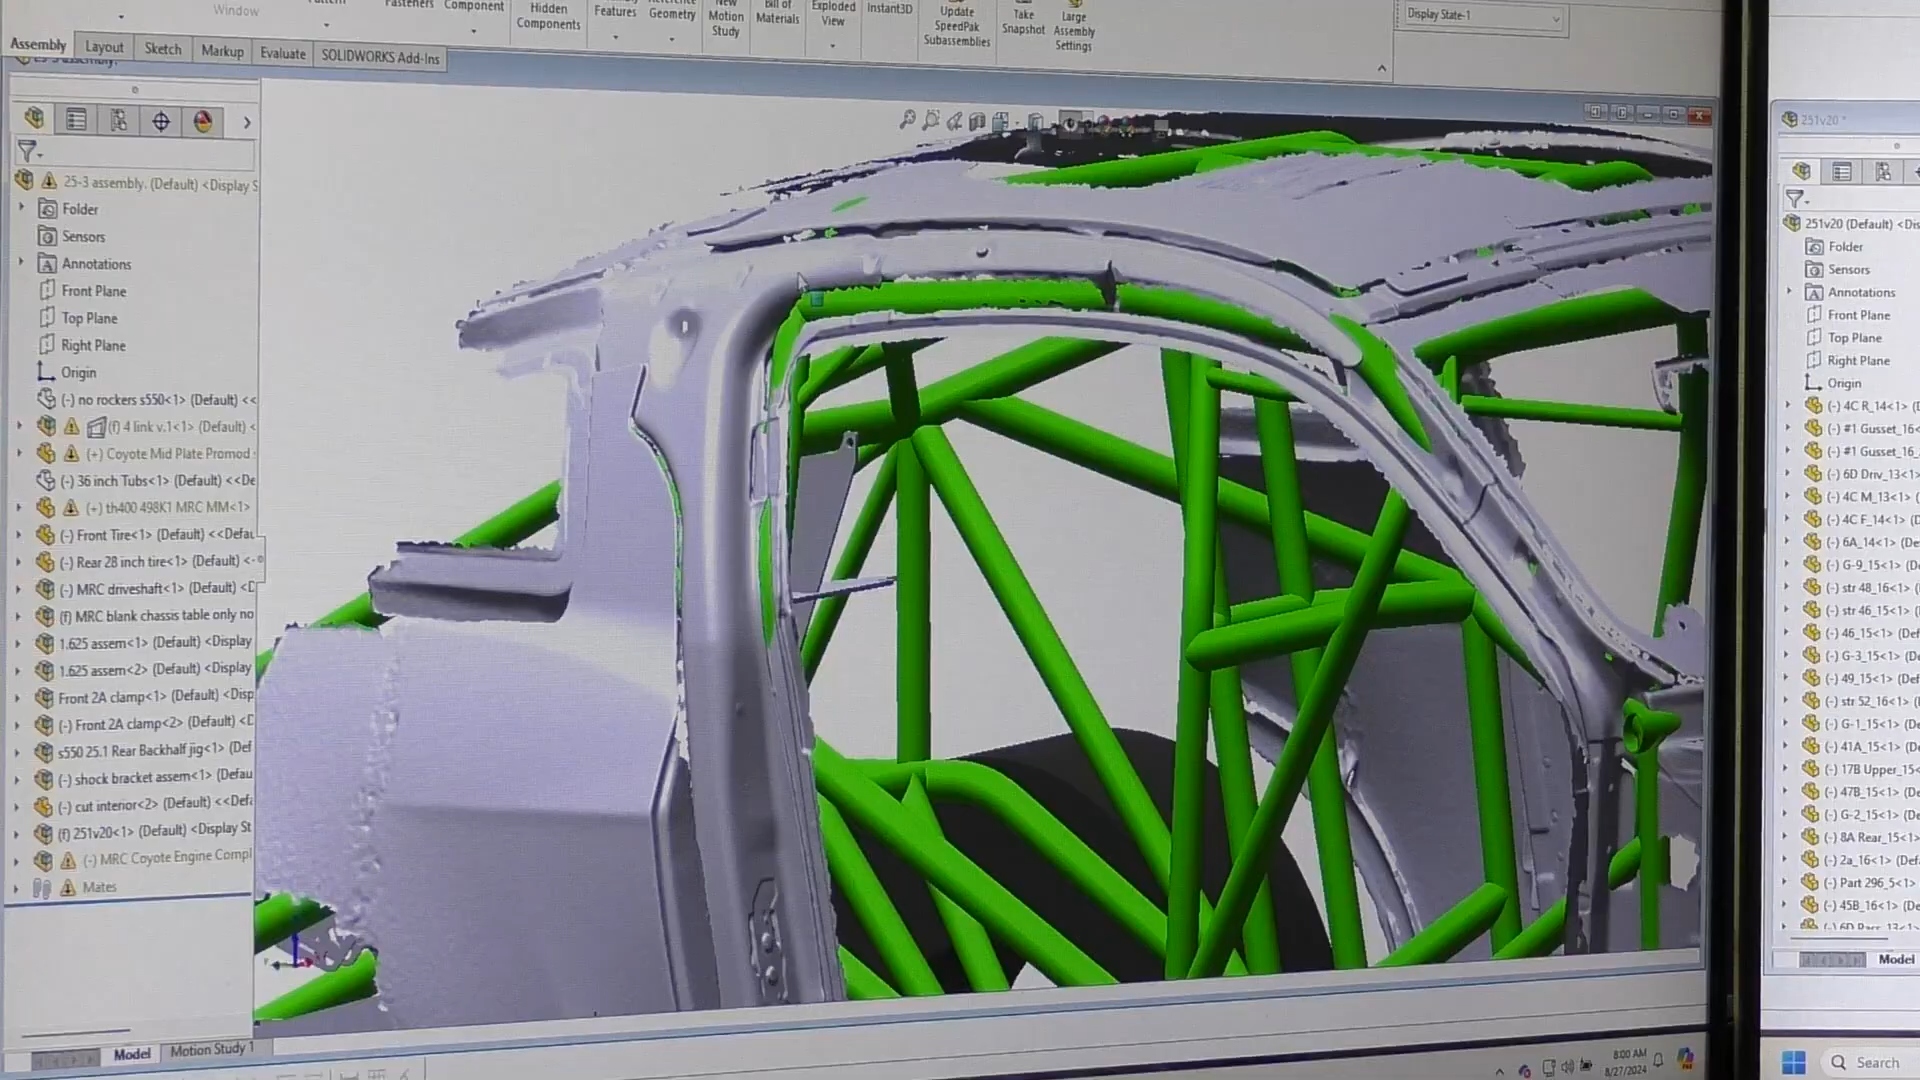 Window
Fasteners
Component
Hidden
Components
Features
Geometry
New
Motion
Study
Bill of
Materials
Exploded
View
Instant3D
Update
SpeedPak
Subassemblies
Take
Snapshot
Large
Assembly
Settings
Display State-1
Assembly
Layout
Sketch
Markup
Evaluate
SOLIDWORKS Add-Ins
25-3 assembly. (Default) <Display S
Folder
Sensors
Annotations
Front Plane
Top Plane
Right Plane
Origin
(-) no rockers s550<1> (Default) <<
(f) 4 link v.1<1> (Default) <
(+) Coyote Mid Plate Promod
(-) 36 inch Tubs<1> (Default) <<De
(+) th400 498K1 MRC MM<1>
(-) Front Tire<1> (Default) <<Defau
(-) Rear 28 inch tire<1> (Default) <
(-) MRC driveshaft<1> (Default) <D
(f) MRC blank chassis table only no
1.625 assem<1> (Default) <Display
1.625 assem<2> (Default) <Display
Front 2A clamp<1> (Default) <Disp
(-) Front 2A clamp<2> (Default) <D
s550 25.1 Rear Backhalf jig<1> (Def
(-) shock bracket assem<1> (Defau
(-) cut interior<2> (Default) <<Defa
(f) 251v20<1> (Default) <Display St
(-) MRC Coyote Engine Compl
Mates
Model
Motion Study 1
8:00 AM
8/27/2024
251v20 *
251v20 (Default) <Dis
Folder
Sensors
Annotations
Front Plane
Top Plane
Right Plane
Origin
(-) 4C R_14<1> (D
(-) #1 Gusset_16<
(-) #1 Gusset_16_
(-) 6D Driv_13<1>
(-) 4C M_13<1> (
(-) 4C F_14<1> (D
(-) 6A_14<1> (De
(-) G-9_15<1> (De
(-) str 48_16<1> (
(-) str 46_15<1> (
(-) 46_15<1> (De
(-) G-3_15<1> (D
(-) 49_15<1> (De
(-) str 52_16<1> (
(-) G-1_15<1> (D
(-) 41A_15<1> (D
(-) 17B Upper_15<
(-) 47B_15<1> (D
(-) G-2_15<1> (D
(-) 8A Rear_15<1
(-) 2a_16<1> (Def
(-) Part 296_5<1>
(-) 45B_16<1> (De
Model
Search